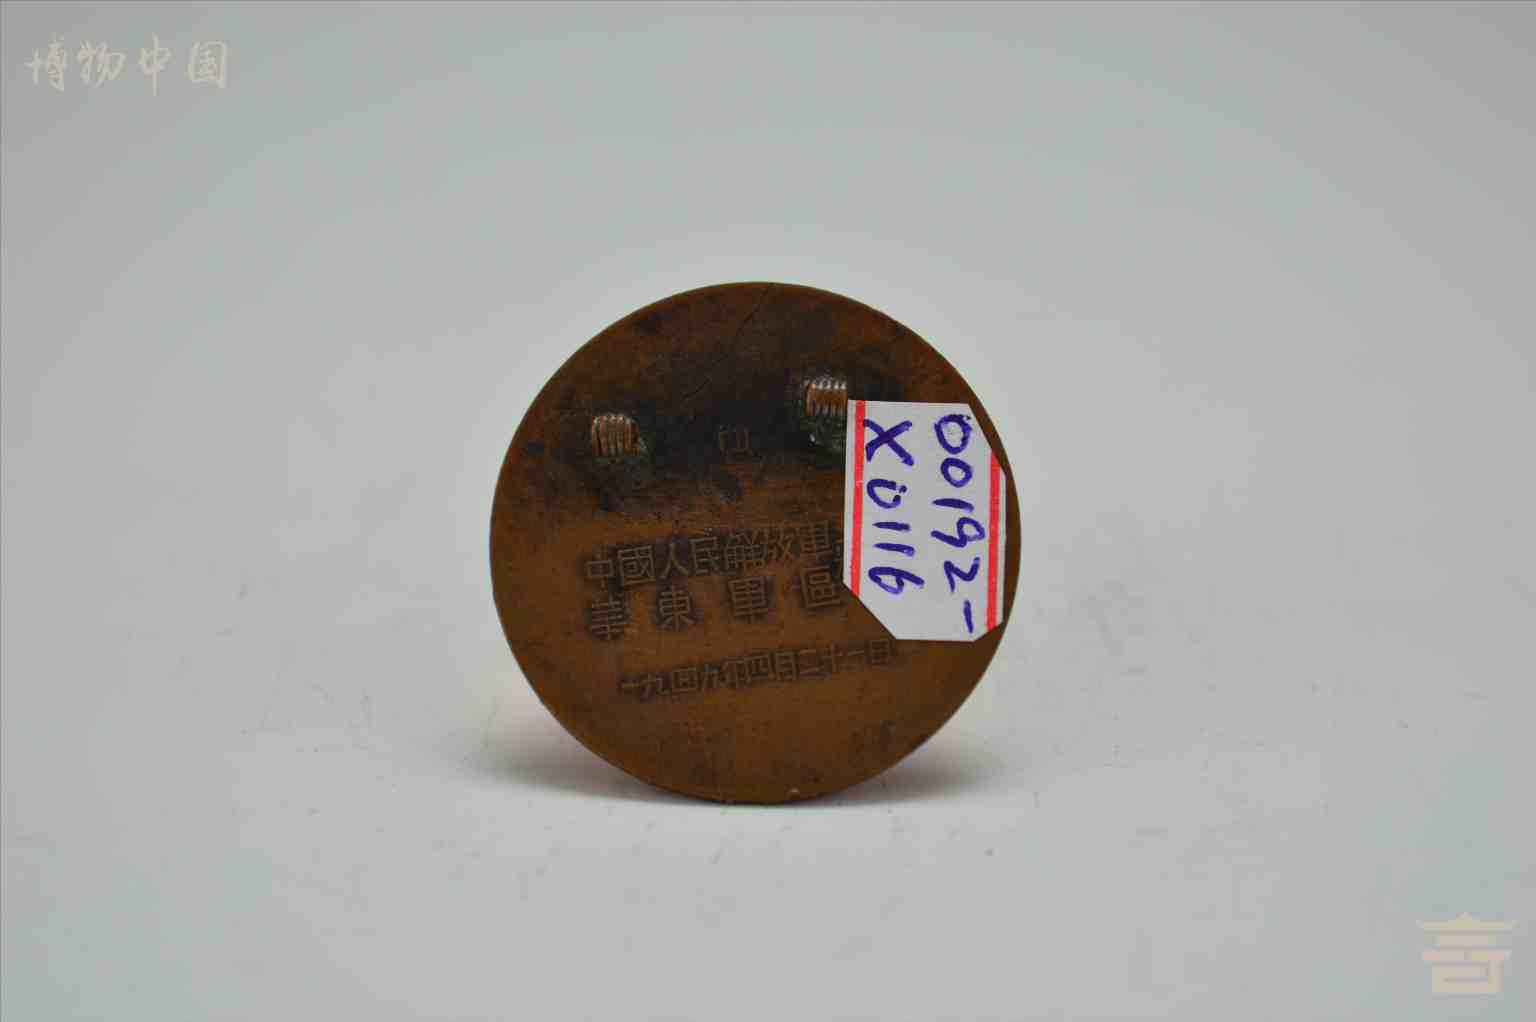 博物中国
中國人民解放軍
華東軍區
一九四九年四月二十一日
00192-
X0116